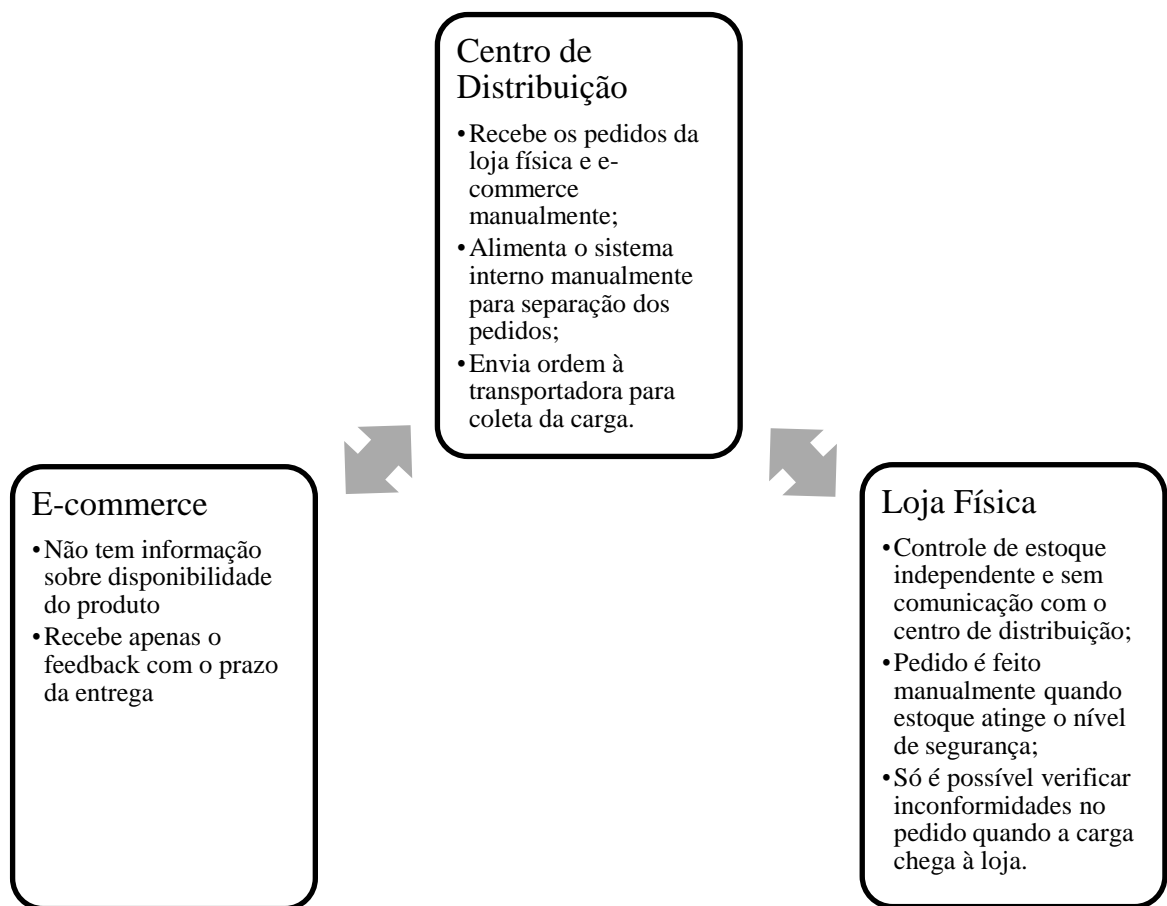 Centro de
Distribuição
•Recebe os pedidos da
loja física e e-
commerce
manualmente;
•Alimenta o sistema
interno manualmente
para separação dos
pedidos;
•Envia ordem à
transportadora para
coleta da carga.
E-commerce
•Não tem informação
sobre disponibilidade
do produto
•Recebe apenas o
feedback com o prazo
da entrega
Loja Física
•Controle de estoque
independente e sem
comunicação com o
centro de distribuição;
•Pedido é feito
manualmente quando
estoque atinge o nível
de segurança;
•Só é possível verificar
inconformidades no
pedido quando a carga
chega à loja.